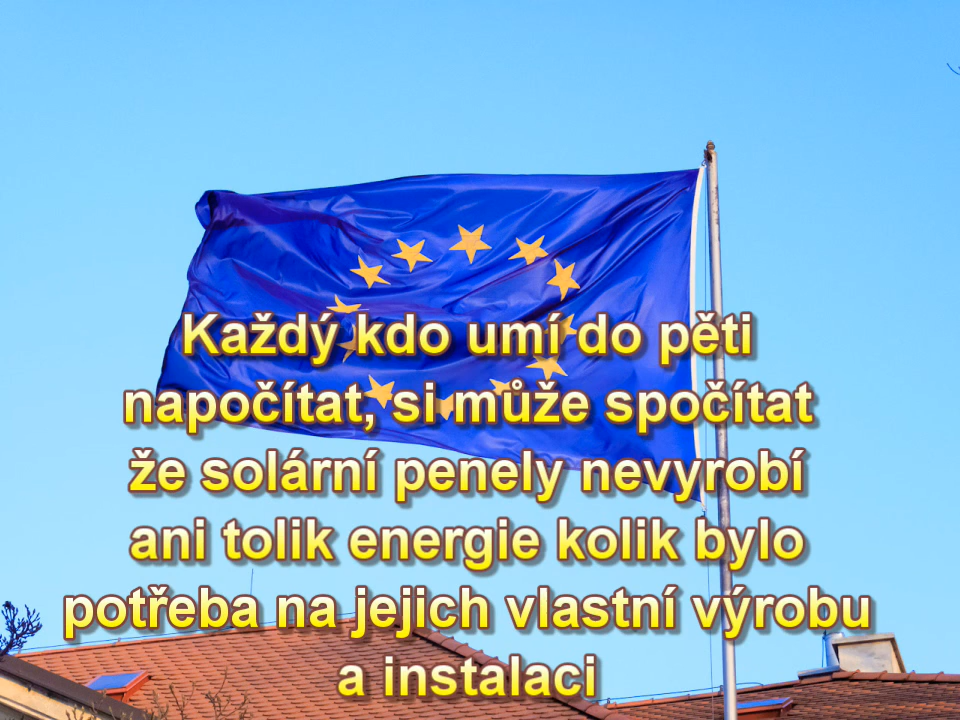 Každý kdo umí do pěti
napočítat, si může spočítat
že solární penely nevyrobí
ani tolik energie kolik bylo
potřeba na jejich vlastní výrobu
a instalaci